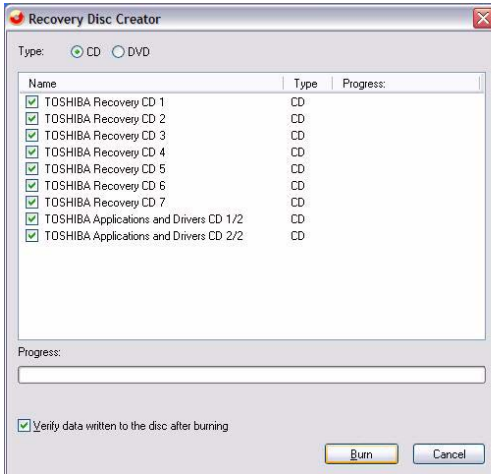 Recovery Disc Creator
Type: CD DVD
Name Type Progress:
TOSHIBA Recovery CD 1 CD
TOSHIBA Recovery CD 2 CD
TOSHIBA Recovery CD 3 CD
TOSHIBA Recovery CD 4 CD
TOSHIBA Recovery CD 5 CD
TOSHIBA Recovery CD 6 CD
TOSHIBA Recovery CD 7 CD
TOSHIBA Applications and Drivers CD 1/2 CD
TOSHIBA Applications and Drivers CD 2/2 CD
Progress:
Verify data written to the disc after burning
Burn Cancel